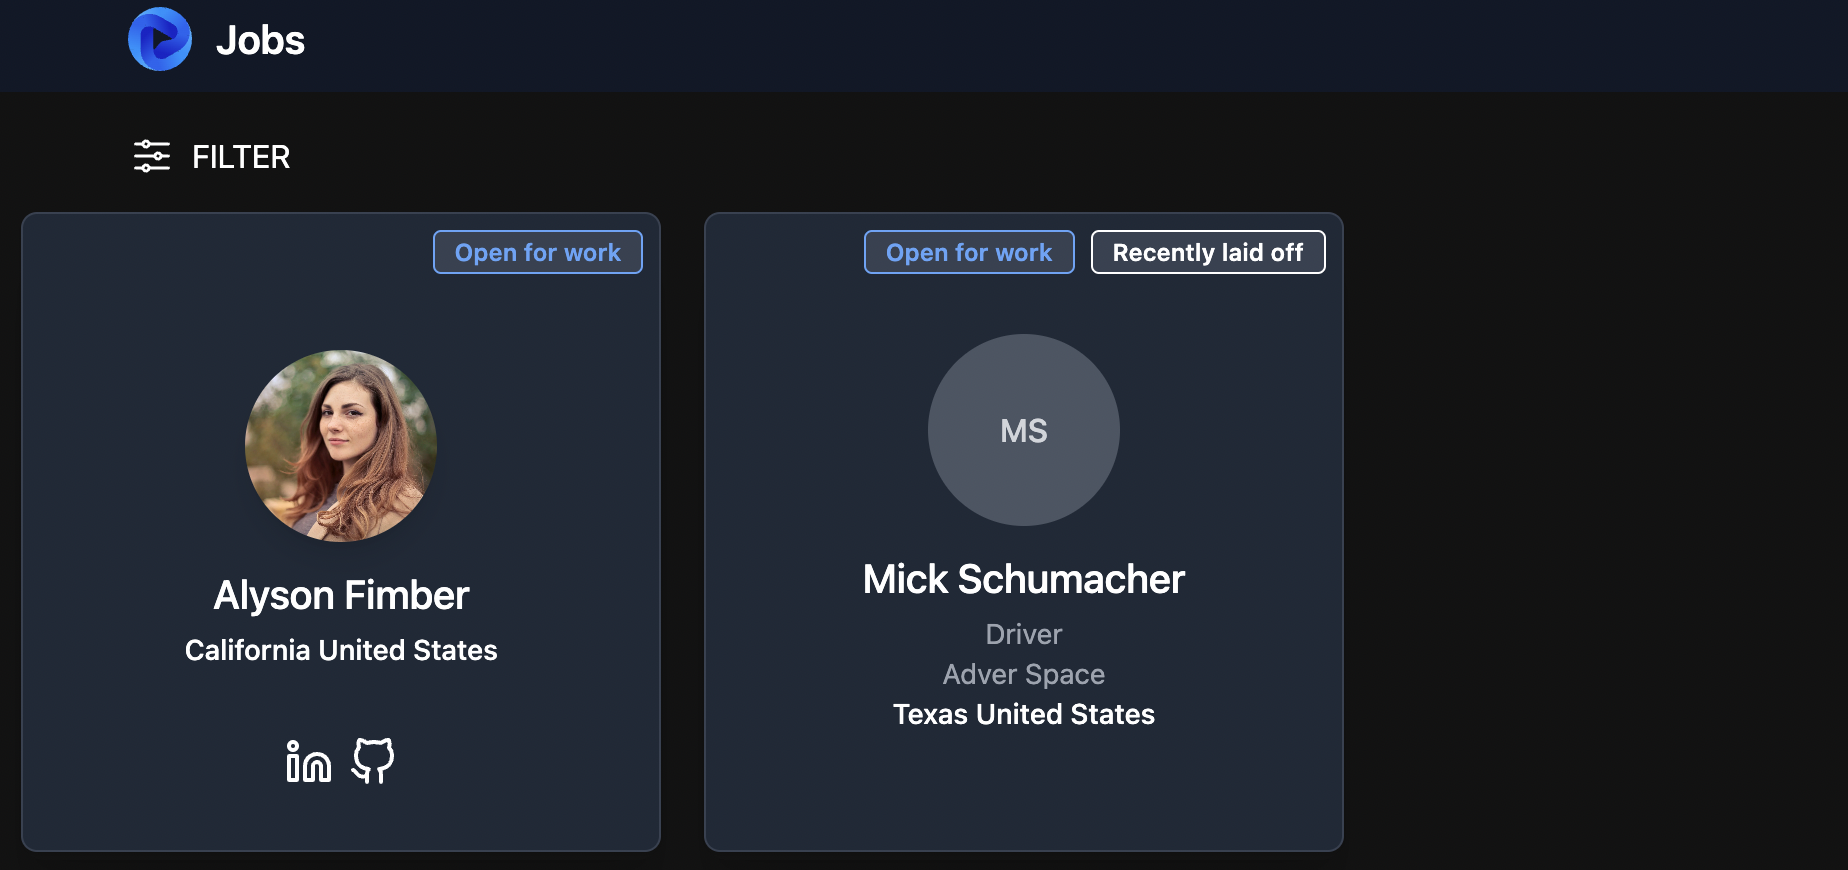 Jobs
FILTER
Open for work
Alyson Fimber
California United States
Open for work
Recently laid off
MS
Mick Schumacher
Driver
Adver Space
Texas United States